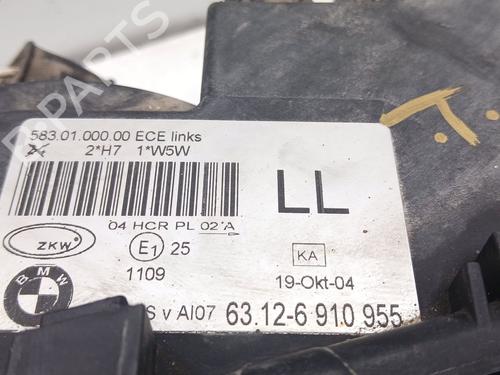 B PARTS
583.01.000.00 ECE links
2*H7 1*W5W
LL
04 HCR PL 02*A
ZKW E1 25 KA
1109 19-Okt-04
BMW S v AI07 63.12-6 910 955